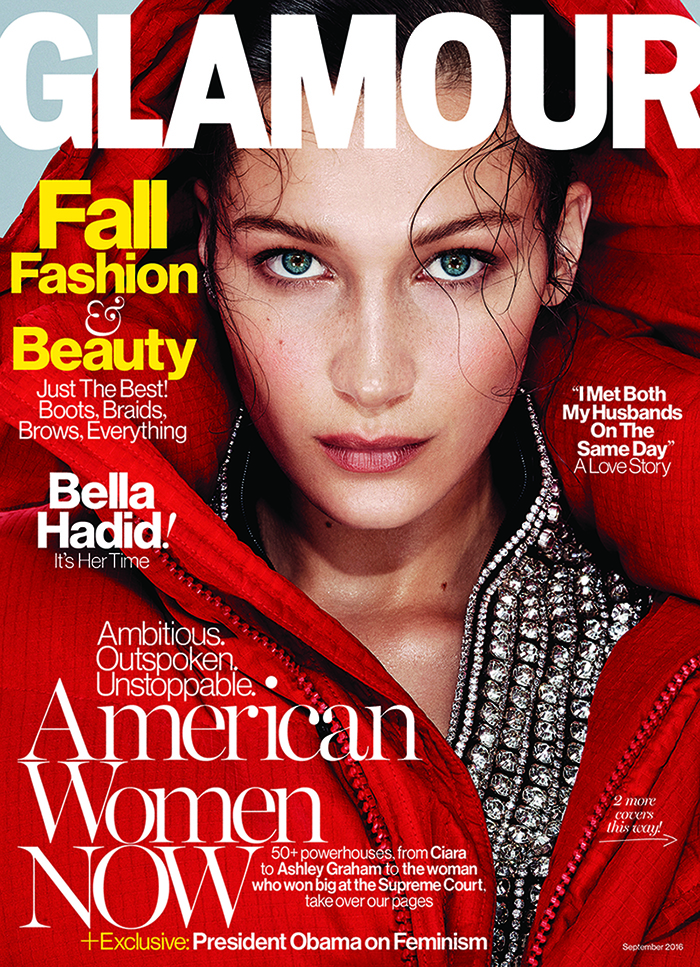 GLAMOUR
Fall
Fashion
&
Beauty
Just The Best!
Boots, Braids,
Brows, Everything
"I Met Both
My Husbands
On The
Same Day"
A Love Story
Bella
Hadid!
It's Her Time
Ambitious.
Outspoken.
Unstoppable.
American
Women
NOW
50+ powerhouses, from Ciara
to Ashley Graham to the woman
who won big at the Supreme Court,
take over our pages
2 more
covers
this way!
+Exclusive: President Obama on Feminism
September 2016